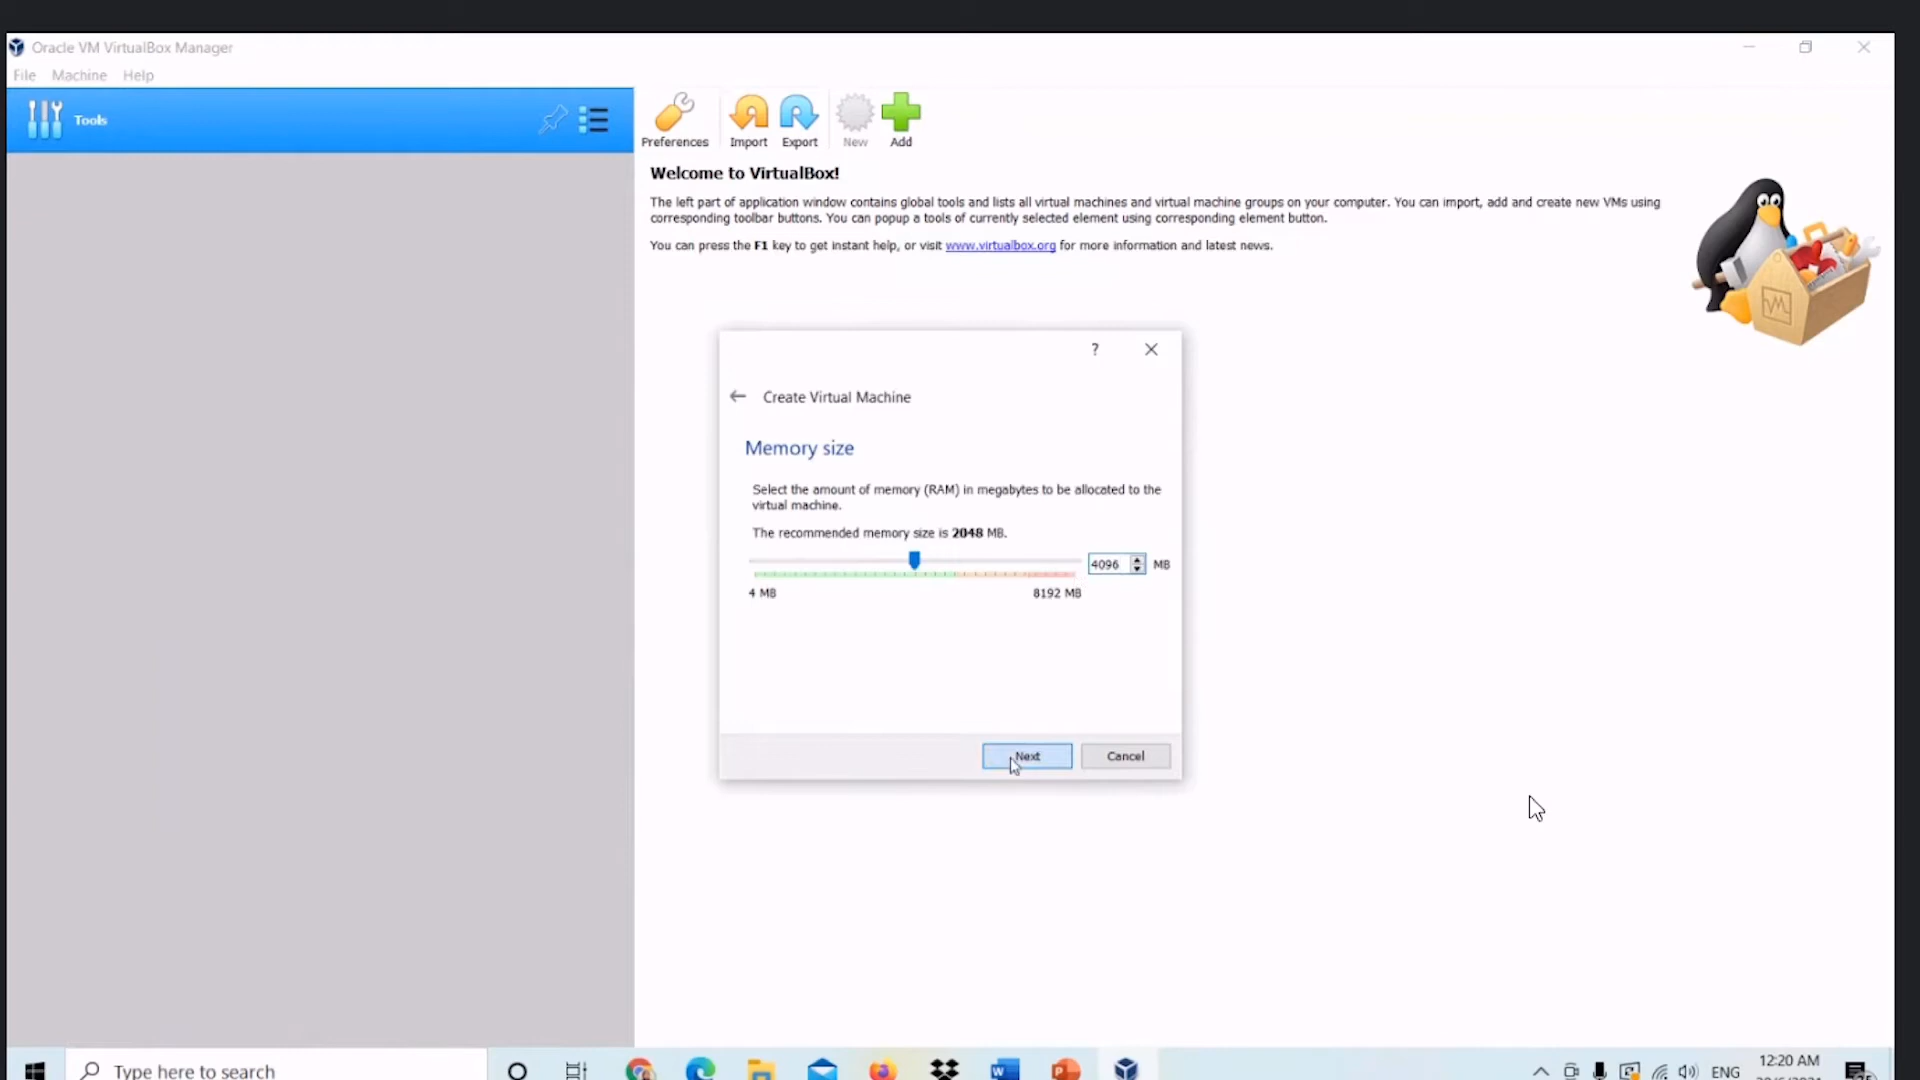 Oracle VM VirtualBox Manager
File Machine Help
Tools
Preferences Import Export New Add
Welcome to VirtualBox!
The left part of application window contains global tools and lists all virtual machines and virtual machine groups on your computer. You can import, add and create new VMs using
corresponding toolbar buttons. You can popup a tools of currently selected element using corresponding element button.
You can press the F1 key to get instant help, or visit www.virtualbox.org for more information and latest news.
?
Create Virtual Machine
Memory size
Select the amount of memory (RAM) in megabytes to be allocated to the
virtual machine.
The recommended memory size is 2048 MB.
4096 MB
4 MB 8192 MB
Next Cancel
Type here to search
ENG
12:20 AM